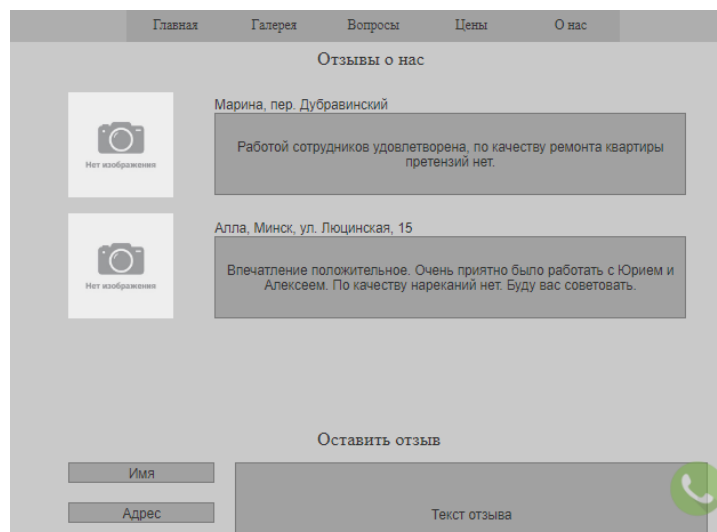 Главная Галерея Вопросы Цены О нас
Отзывы о нас
Марина, пер. Дубравинский
Нет изображения
Работой сотрудников удовлетворена, по качеству ремонта квартиры
претензий нет.
Алла, Минск, ул. Люцинская, 15
Нет изображения
Впечатление положительное. Очень приятно было работать с Юрием и
Алексеем. По качеству нареканий нет. Буду вас советовать.
Оставить отзыв
Имя
Адрес
Текст отзыва